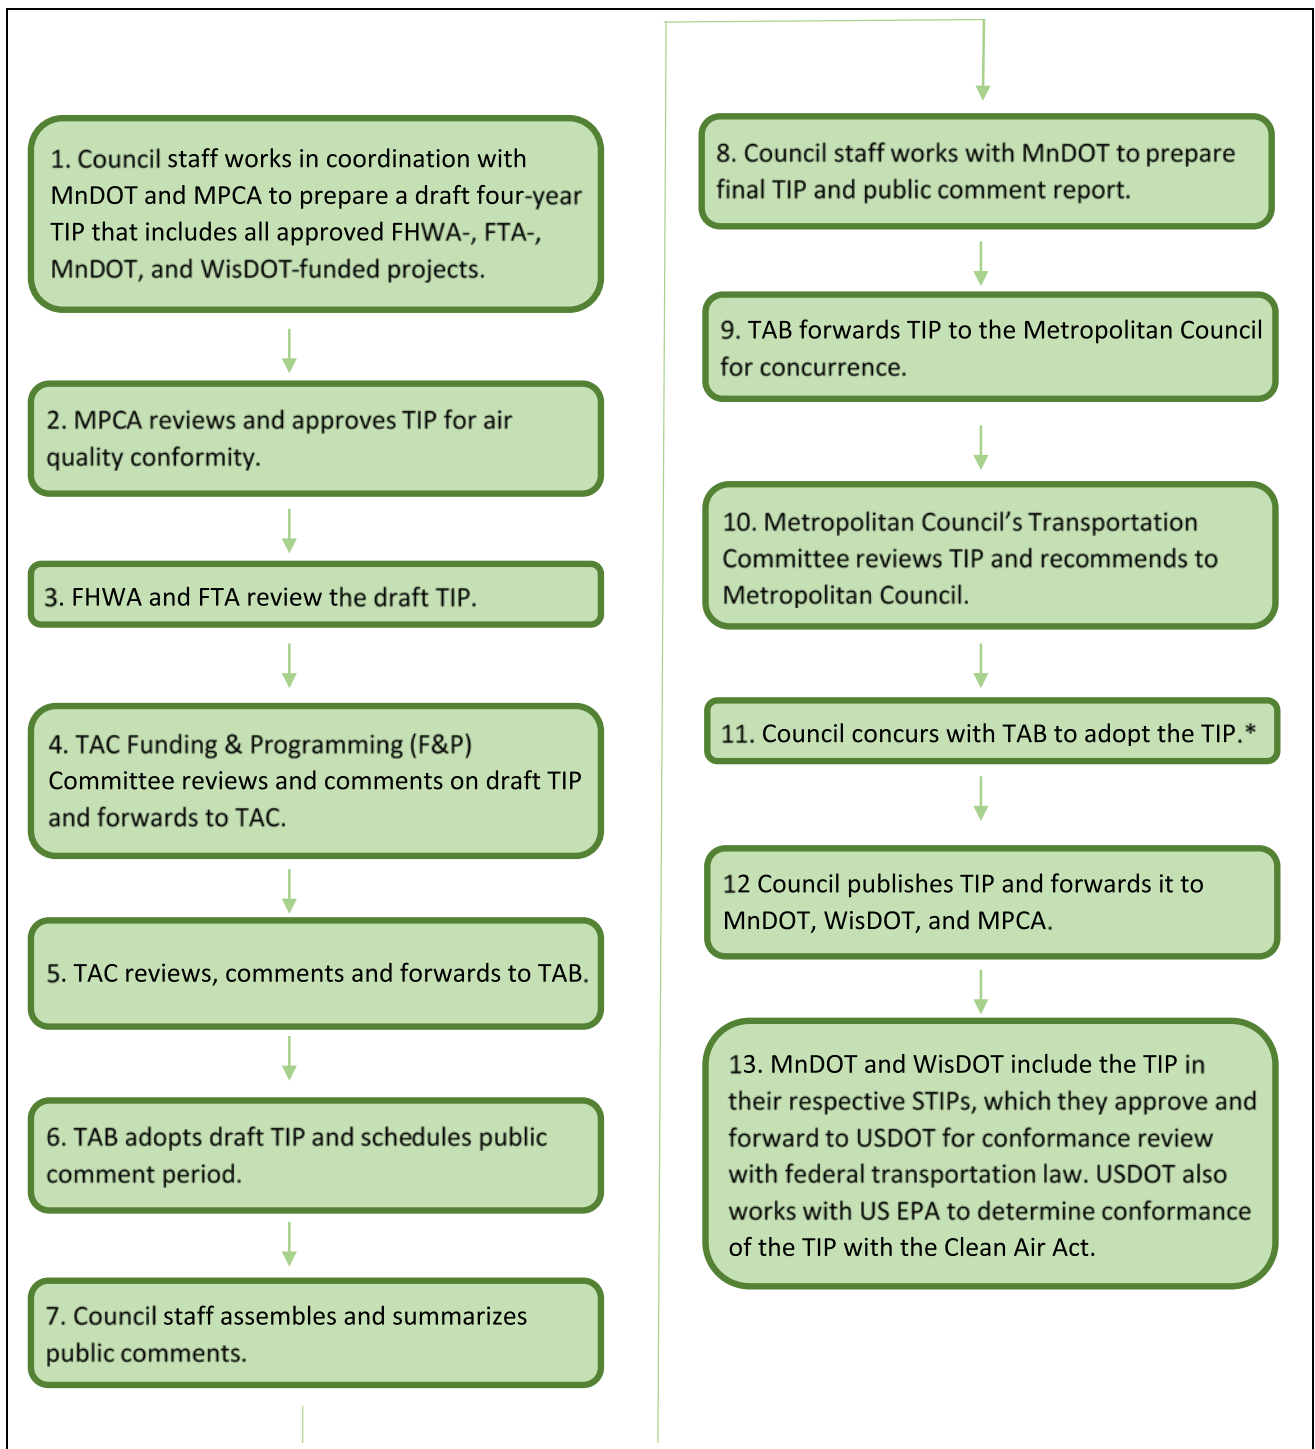 1. Council staff works in coordination with
MnDOT and MPCA to prepare a draft four-year
TIP that includes all approved FHWA-, FTA-,
MnDOT, and WisDOT-funded projects.
2. MPCA reviews and approves TIP for air
quality conformity.
3. FHWA and FTA review the draft TIP.
4. TAC Funding & Programming (F&P)
Committee reviews and comments on draft TIP
and forwards to TAC.
5. TAC reviews, comments and forwards to TAB.
6. TAB adopts draft TIP and schedules public
comment period.
7. Council staff assembles and summarizes
public comments.
8. Council staff works with MnDOT to prepare
final TIP and public comment report.
9. TAB forwards TIP to the Metropolitan Council
for concurrence.
10. Metropolitan Council’s Transportation
Committee reviews TIP and recommends to
Metropolitan Council.
11. Council concurs with TAB to adopt the TIP.*
12 Council publishes TIP and forwards it to
MnDOT, WisDOT, and MPCA.
13. MnDOT and WisDOT include the TIP in
their respective STIPs, which they approve and
forward to USDOT for conformance review
with federal transportation law. USDOT also
works with US EPA to determine conformance
of the TIP with the Clean Air Act.